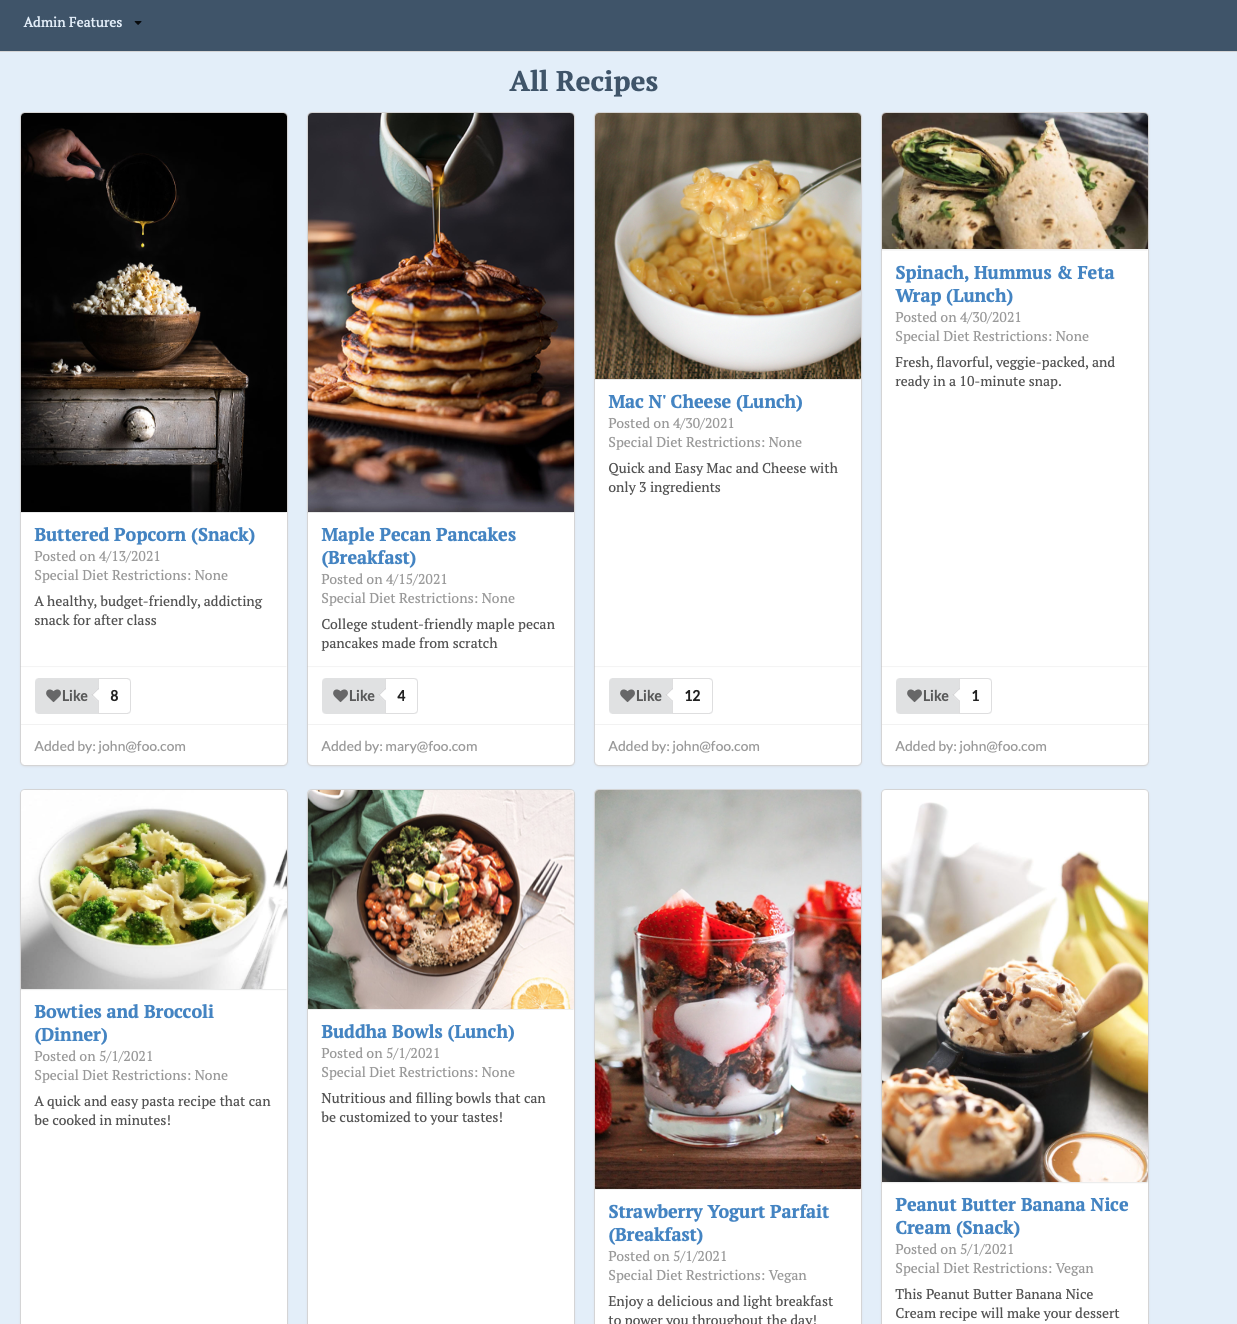 Admin Features
All Recipes
Buttered Popcorn (Snack)
Posted on 4/13/2021
Special Diet Restrictions: None
A healthy, budget-friendly, addicting
snack for after class
Like 8
Added by: john@foo.com
Maple Pecan Pancakes
(Breakfast)
Posted on 4/15/2021
Special Diet Restrictions: None
College student-friendly maple pecan
pancakes made from scratch
Like 4
Added by: mary@foo.com
Mac N' Cheese (Lunch)
Posted on 4/30/2021
Special Diet Restrictions: None
Quick and Easy Mac and Cheese with
only 3 ingredients
Like 12
Added by: john@foo.com
Spinach, Hummus & Feta
Wrap (Lunch)
Posted on 4/30/2021
Special Diet Restrictions: None
Fresh, flavorful, veggie-packed, and
ready in a 10-minute snap.
Like 1
Added by: john@foo.com
Bowties and Broccoli
(Dinner)
Posted on 5/1/2021
Special Diet Restrictions: None
A quick and easy pasta recipe that can
be cooked in minutes!
Buddha Bowls (Lunch)
Posted on 5/1/2021
Special Diet Restrictions: None
Nutritious and filling bowls that can
be customized to your tastes!
Strawberry Yogurt Parfait
(Breakfast)
Posted on 5/1/2021
Special Diet Restrictions: Vegan
Enjoy a delicious and light breakfast
to power you throughout the day!
Peanut Butter Banana Nice
Cream (Snack)
Posted on 5/1/2021
Special Diet Restrictions: Vegan
This Peanut Butter Banana Nice
Cream recipe will make your dessert